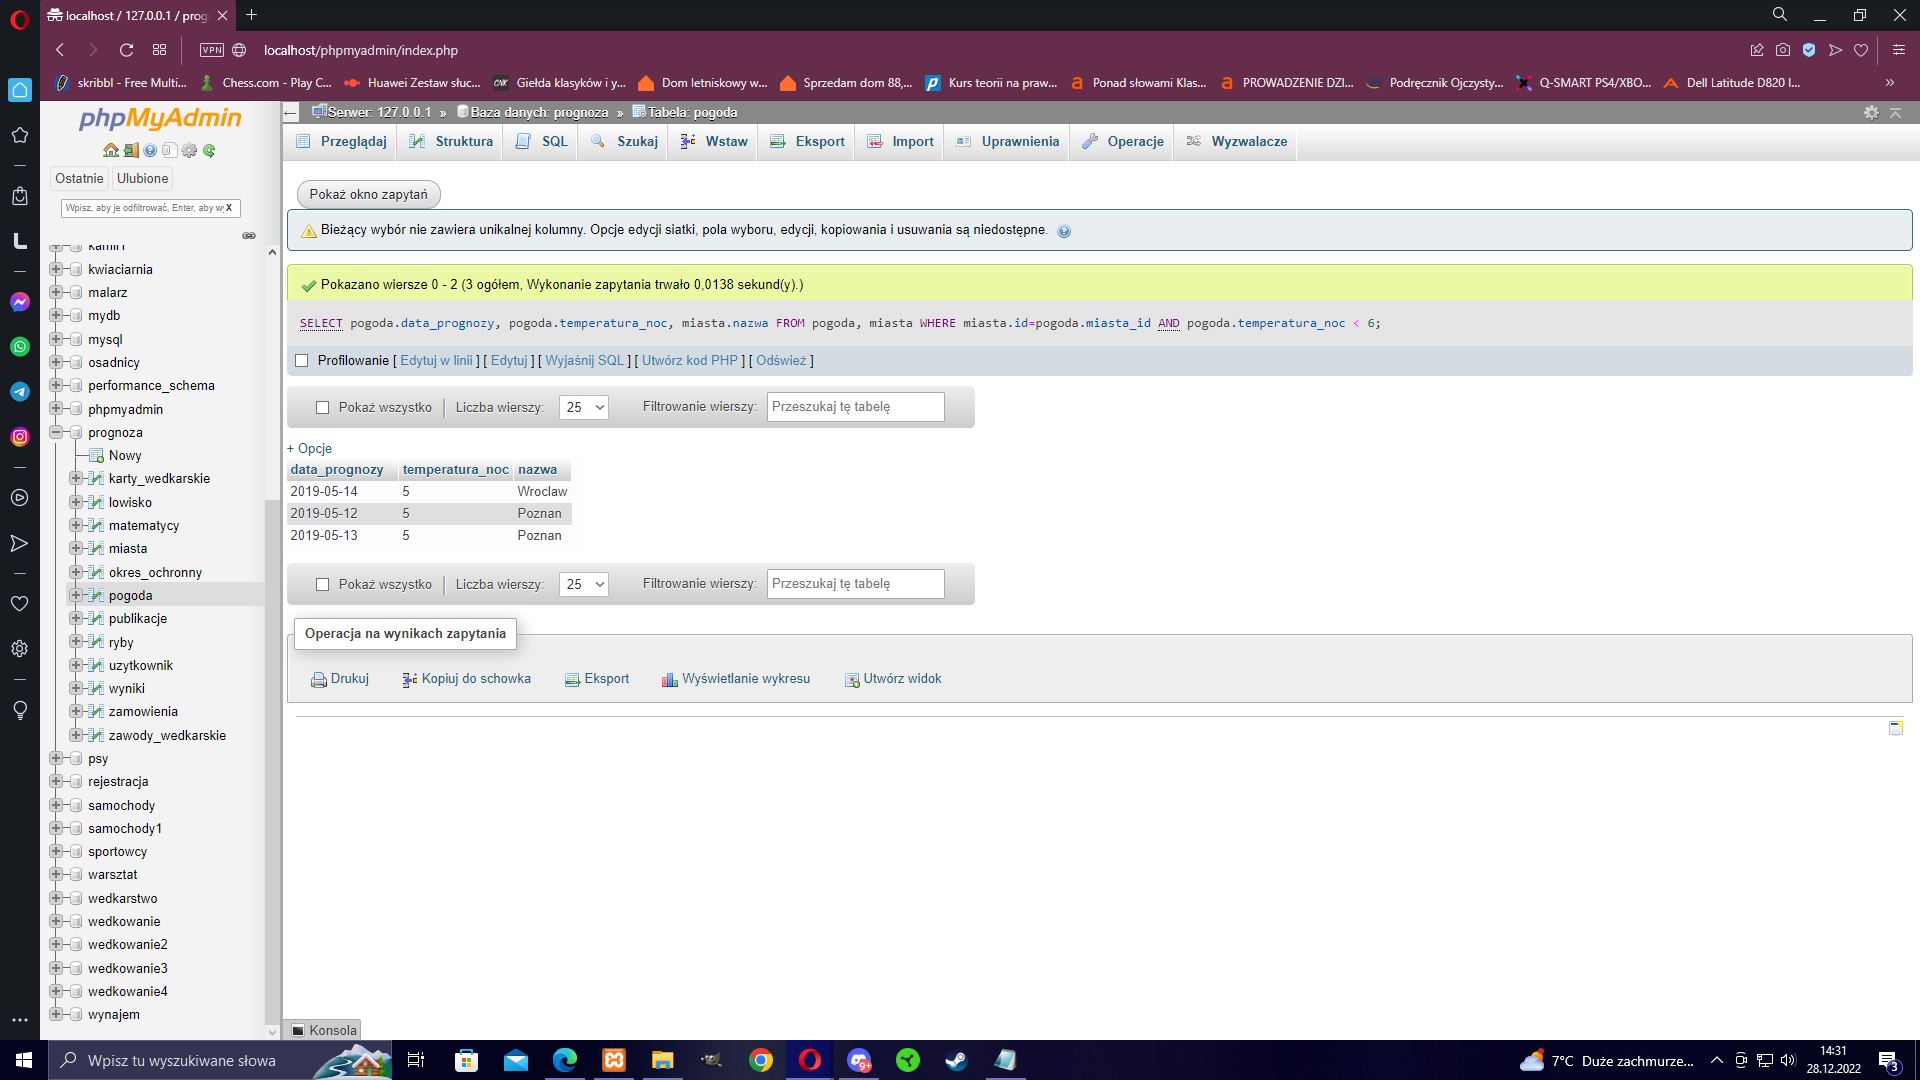 localhost / 127.0.0.1 / prog
VPN
localhost/phpmyadmin/index.php
skribbl - Free Multi...
Chess.com - Play C...
Huawei Zestaw słuc...
Giełda klasyków i y...
Dom letniskowy w...
Sprzedam dom 88,...
Kurs teorii na praw...
Ponad słowami Klas...
PROWADZENIE DZI...
Podręcznik Ojczysty...
Q-SMART PS4/XBO...
Dell Latitude D820 I...
phpMyAdmin
Ostatnie
Ulubione
Wpisz, aby je odfiltrować, Enter, aby wy X
kamil1
kwiaciarnia
malarz
mydb
mysql
osadnicy
performance_schema
phpmyadmin
prognoza
Nowy
karty_wedkarskie
lowisko
matematycy
miasta
okres_ochronny
pogoda
publikacje
ryby
uzytkownik
wyniki
zamowienia
zawody_wedkarskie
psy
rejestracja
samochody
samochody1
sportowcy
warsztat
wedkarstwo
wedkowanie
wedkowanie2
wedkowanie3
wedkowanie4
wynajem
Serwer: 127.0.0.1 » Baza danych: prognoza » Tabela: pogoda
Przeglądaj
Struktura
SQL
Szukaj
Wstaw
Eksport
Import
Uprawnienia
Operacje
Wyzwalacze
Pokaż okno zapytań
Bieżący wybór nie zawiera unikalnej kolumny. Opcje edycji siatki, pola wyboru, edycji, kopiowania i usuwania są niedostępne.
Pokazano wiersze 0 - 2 (3 ogółem, Wykonanie zapytania trwało 0,0138 sekund(y).)
SELECT pogoda.data_prognozy, pogoda.temperatura_noc, miasta.nazwa FROM pogoda, miasta WHERE miasta.id=pogoda.miasta_id AND pogoda.temperatura_noc < 6;
Profilowanie [ Edytuj w linii ] [ Edytuj ] [ Wyjaśnij SQL ] [ Utwórz kod PHP ] [ Odśwież ]
Pokaż wszystko | Liczba wierszy: 25 Filtrowanie wierszy: Przeszukaj tę tabelę
+ Opcje
data_prognozy temperatura_noc nazwa
2019-05-14 5 Wroclaw
2019-05-12 5 Poznan
2019-05-13 5 Poznan
Pokaż wszystko | Liczba wierszy: 25 Filtrowanie wierszy: Przeszukaj tę tabelę
Operacja na wynikach zapytania
Drukuj
Kopiuj do schowka
Eksport
Wyświetlanie wykresu
Utwórz widok
Konsola
Wpisz tu wyszukiwane słowa
9+
7°C Duże zachmurze...
14:31
28.12.2022
3